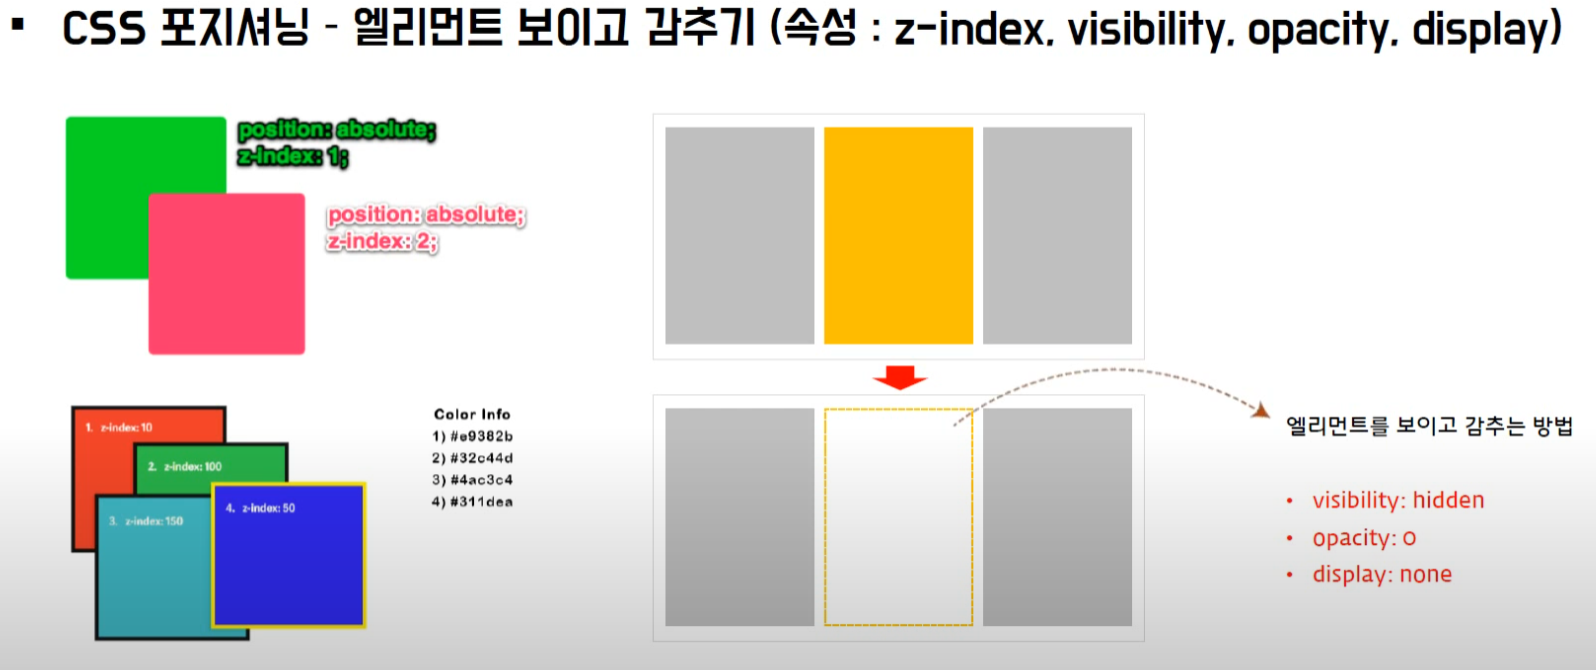 ▪ CSS 포지셔닝 - 엘리먼트 보이고 감추기 (속성 : z-index, visibility, opacity, display)
position: absolute;
z-index: 1;
position: absolute;
z-index: 2;
1. z-index: 10
2. z-index: 100
3. z-index: 150
4. z-index: 50
Color Info
1) #e9382b
2) #32c44d
3) #4ac3c4
4) #311dea
엘리먼트를 보이고 감추는 방법
• visibility: hidden
• opacity: 0
• display: none